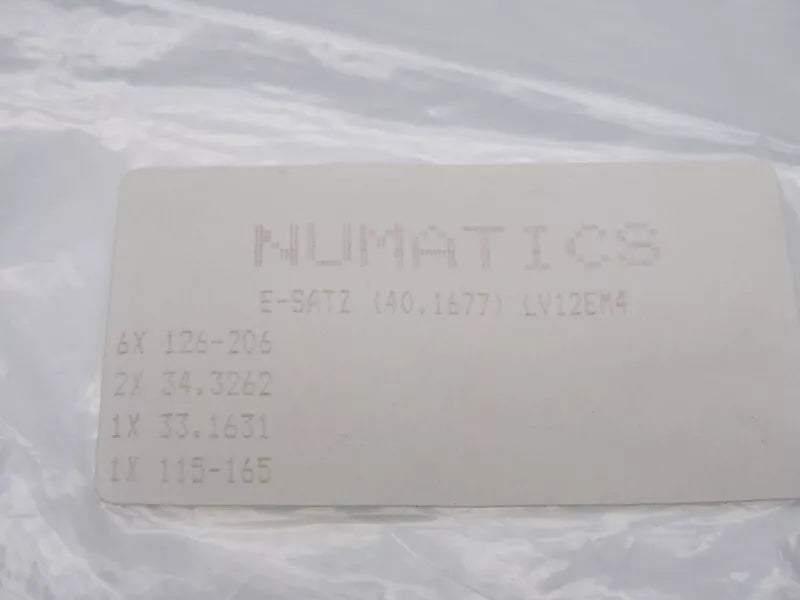 NUMATICS
E-SATZ (40.1677) LV12EM4
6X 126-206
2X 34.3262
1X 33.1631
1X 115-165